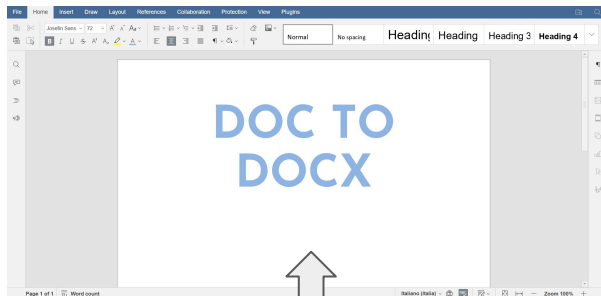 File Home Insert Draw Layout References Collaboration Protection View Plugins
Josefin Sans 72 Aa
B I U S
Normal No spacing Heading Heading Heading 3 Heading 4
DOC TO
DOCX
Page 1 of 1 Word count Italiano (Italia) Zoom 100%